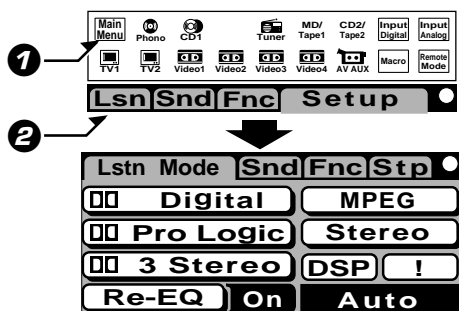 Main Menu Phono CD1 Tuner MD/ Tape1 CD2/ Tape2 Input Digital Input Analog
1
TV1 TV2 Video1 Video2 Video3 Video4 AV AUX Macro Remote Mode
Lsn Snd Fnc Setup
2
Lstn Mode Snd Fnc Stp
Digital MPEG
Pro Logic Stereo
3 Stereo DSP !
Re-EQ On Auto